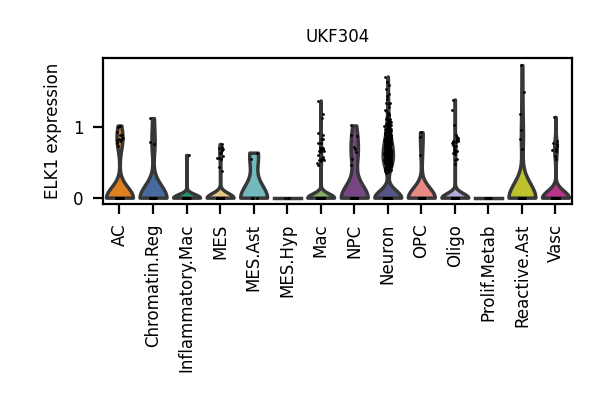 UKF304
ELK1 expression
1
0
AC
Chromatin.Reg
Inflammatory.Mac
MES
MES.Ast
MES.Hyp
Mac
NPC
Neuron
OPC
Oligo
Prolif.Metab
Reactive.Ast
Vasc